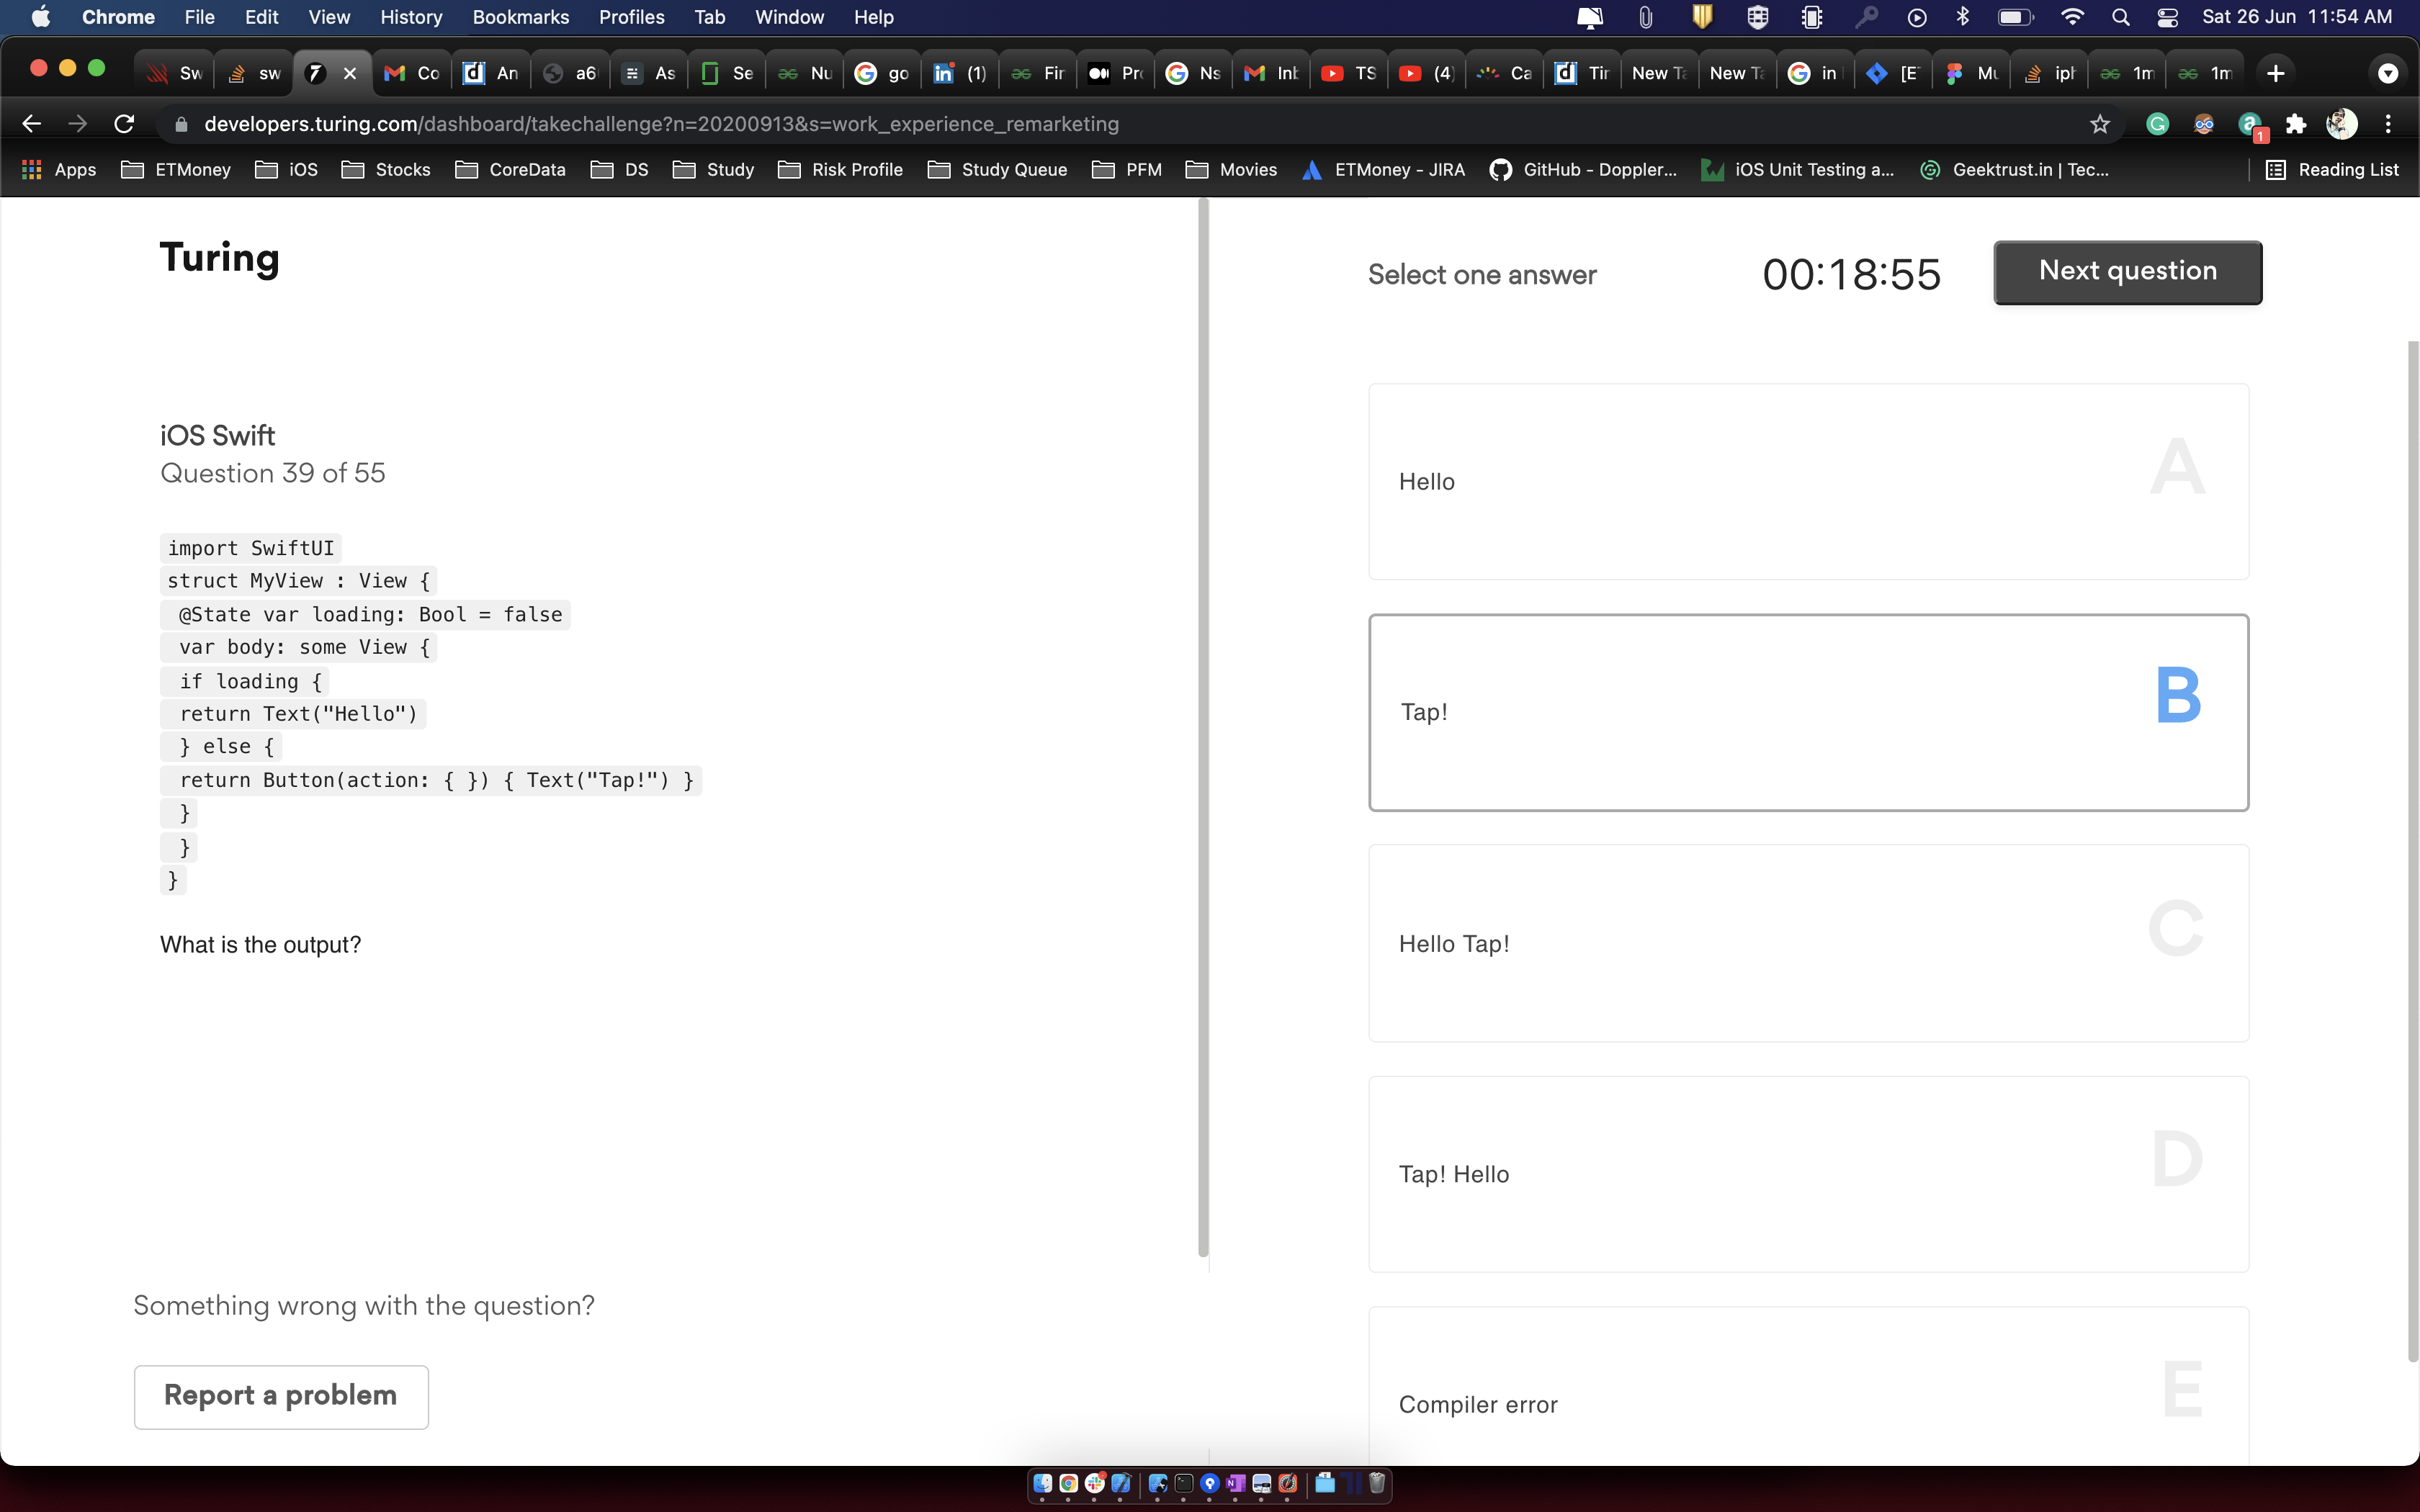 Chrome File Edit View History Bookmarks Profiles Tab Window Help Sat 26 Jun 11:54 AM
Sw sw Co An a6 As Se Nu go (1) Fir Pro Ns Inb TS (4) Ca Tir New Ta New Ta in [E Mu iph 1m 1m
developers.turing.com/dashboard/takechallenge?n=20200913&s=work_experience_remarketing 1
Apps ETMoney iOS Stocks CoreData DS Study Risk Profile Study Queue PFM Movies ETMoney - JIRA GitHub - Doppler... iOS Unit Testing a... Geektrust.in | Tec... Reading List
Turing
iOS Swift
Question 39 of 55
import SwiftUI
struct MyView : View {
@State var loading: Bool = false
var body: some View {
if loading {
return Text("Hello")
} else {
return Button(action: { }) { Text("Tap!") }
}
}
}
What is the output?
Something wrong with the question?
Report a problem
Select one answer 00:18:55 Next question
Hello A
Tap! B
Hello Tap! C
Tap! Hello D
Compiler error E